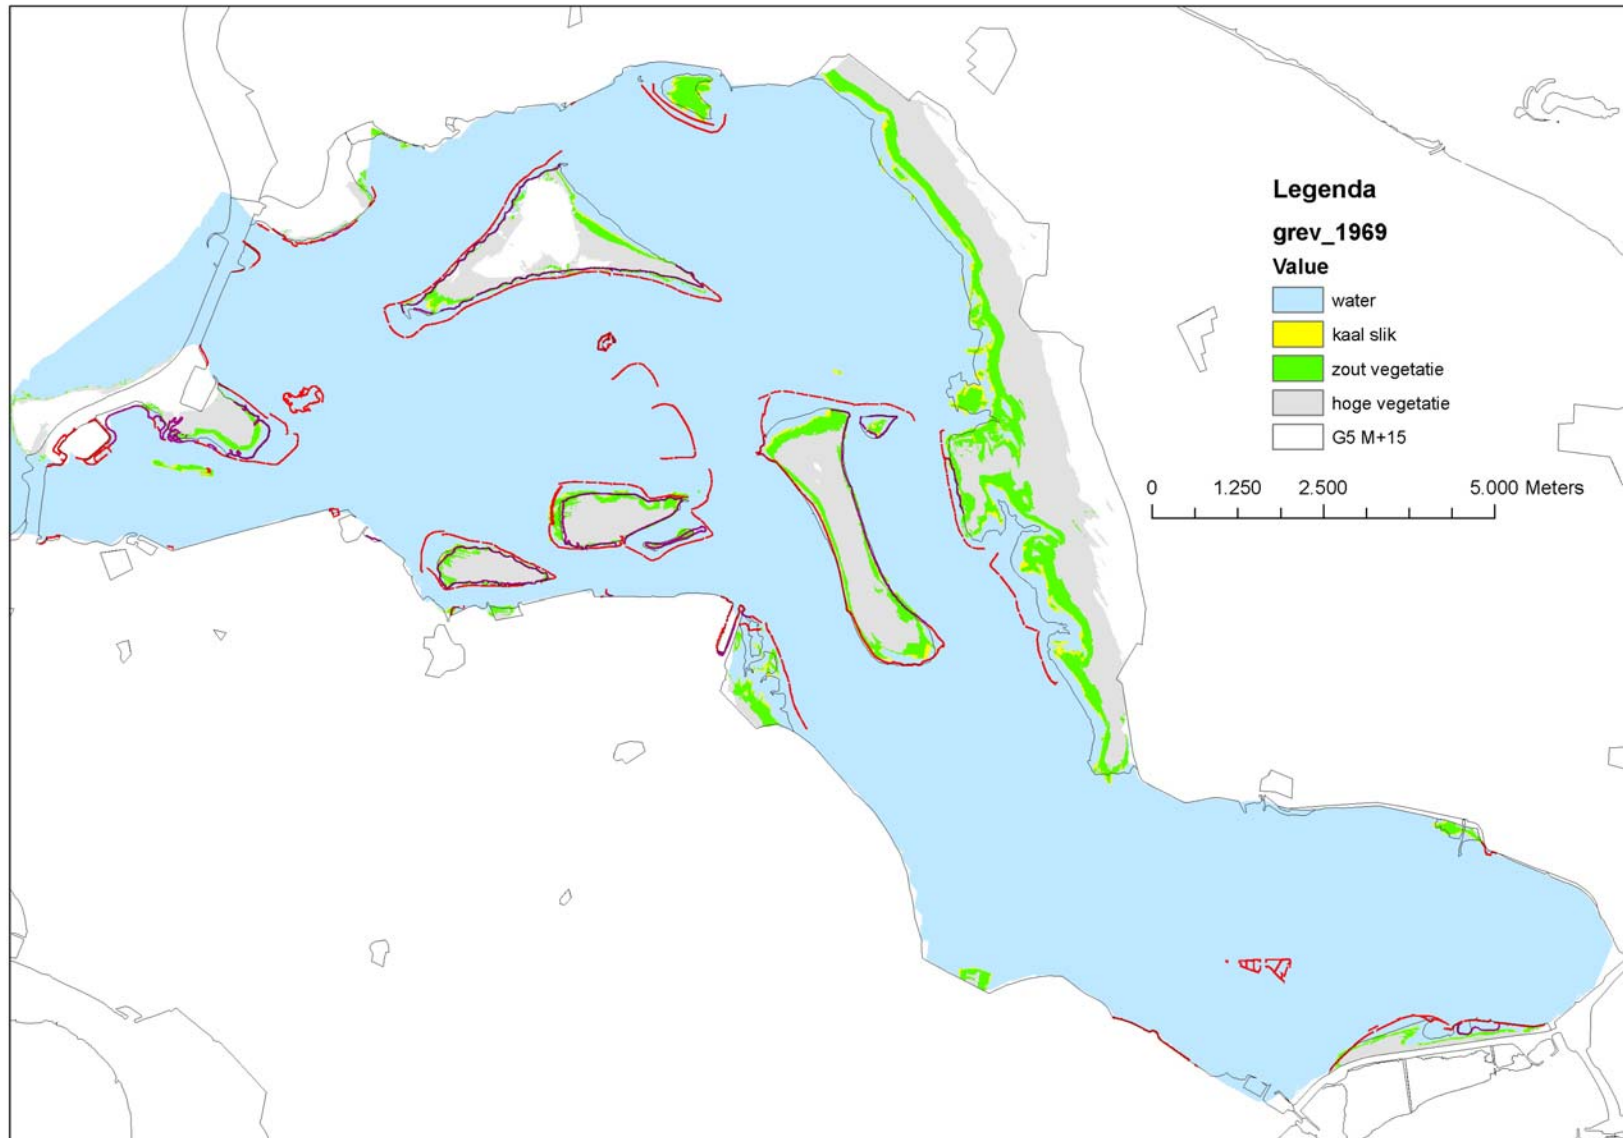 Legenda
grev_1969
Value
water
kaal slik
zout vegetatie
hoge vegetatie
G5 M+15
0 1.250 2.500 5.000 Meters